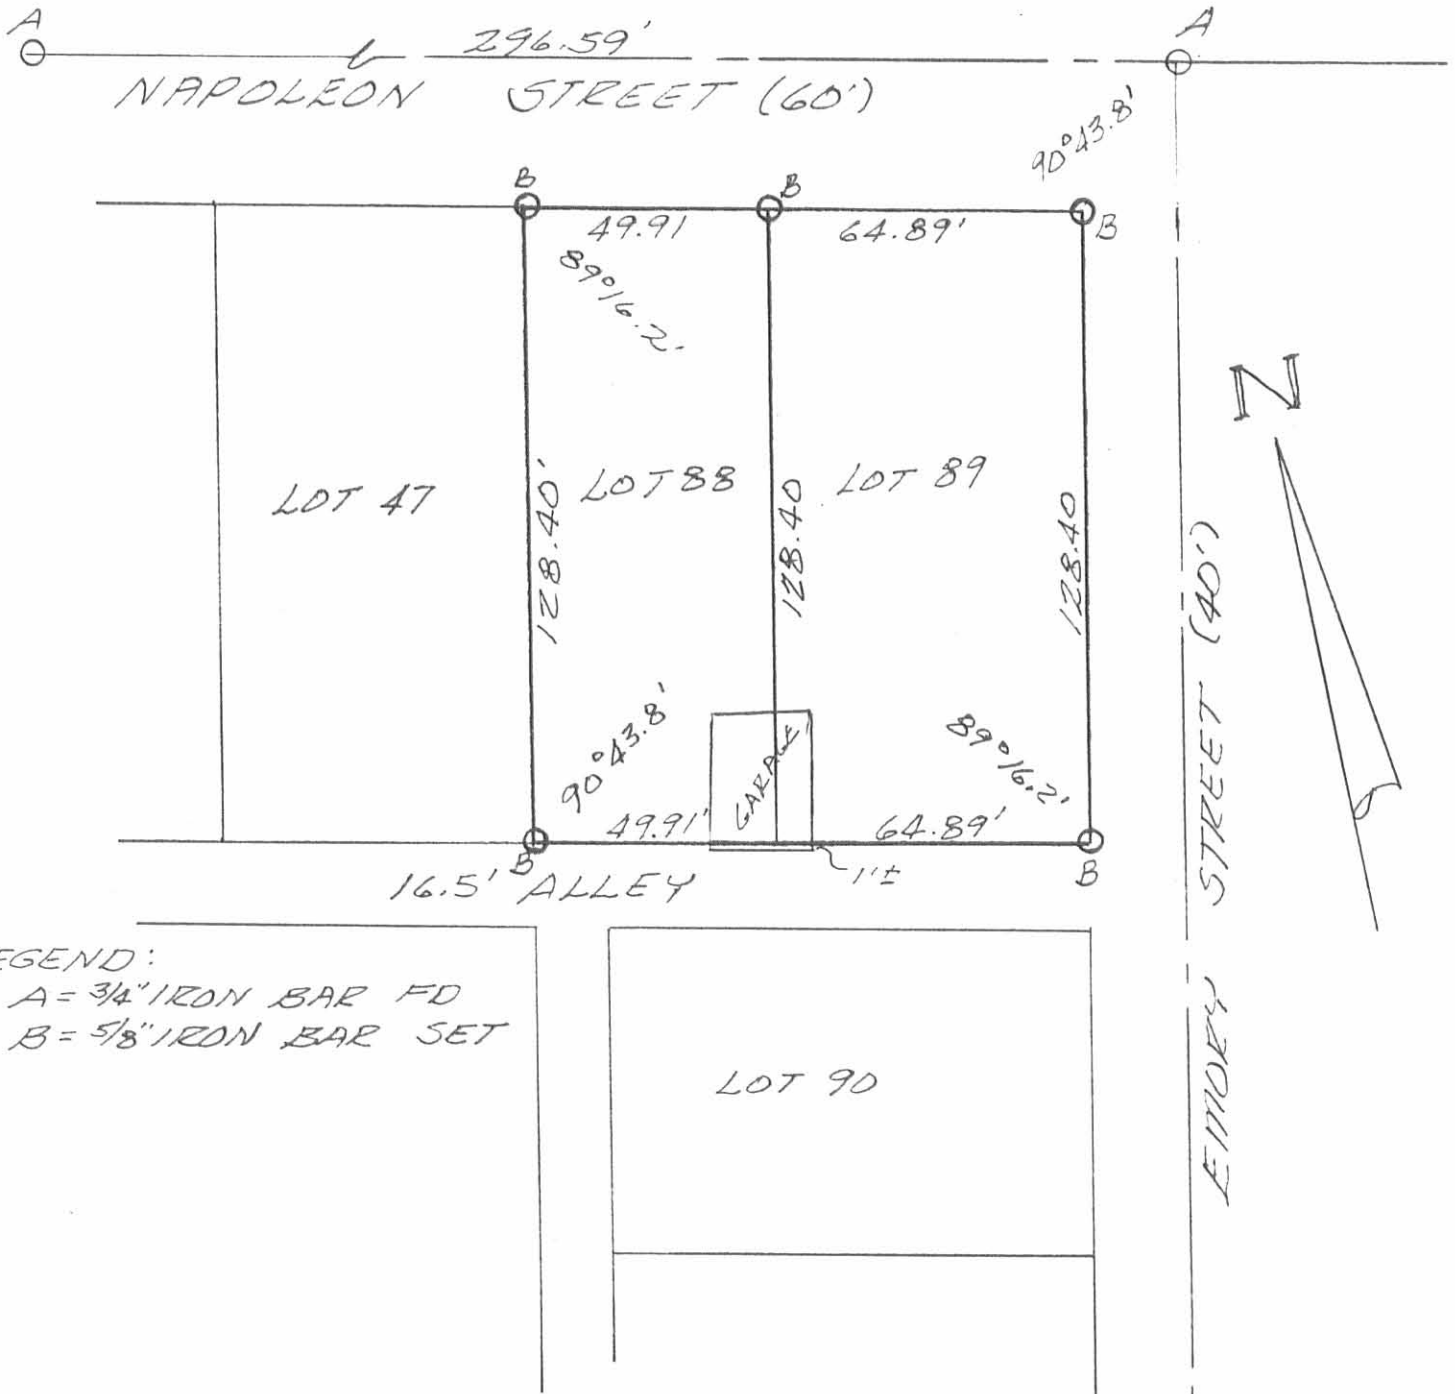 A
A
296.59'
NAPOLEON STREET (60')
90°43.8'
B
B
B
49.91
64.89'
89°16.2'
N
LOT 47
LOT 88
LOT 89
128.40'
128.40
128.40
EMORY STREET (40')
90°43.8'
GARAGE
89°16.2'
49.91'
64.89'
B
B
16.5' ALLEY
1'±
EGEND:
A = 3/4" IRON BAR FD
B = 5/8" IRON BAR SET
LOT 90